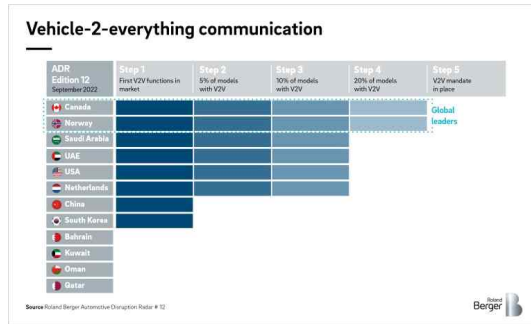 Vehicle-2-everything communication
ADR
Edition 12
September 2022
Step 1
First V2V functions in
market
Step 2
5% of models
with V2V
Step 3
10% of models
with V2V
Step 4
20% of models
with V2V
Step 5
V2V mandate
in place
Canada
Norway
Global
leaders
Saudi Arabia
UAE
USA
Netherlands
China
South Korea
Bahrain
Kuwait
Oman
Qatar
Source Roland Berger Automotive Disruption Radar # 12
Roland
Berger